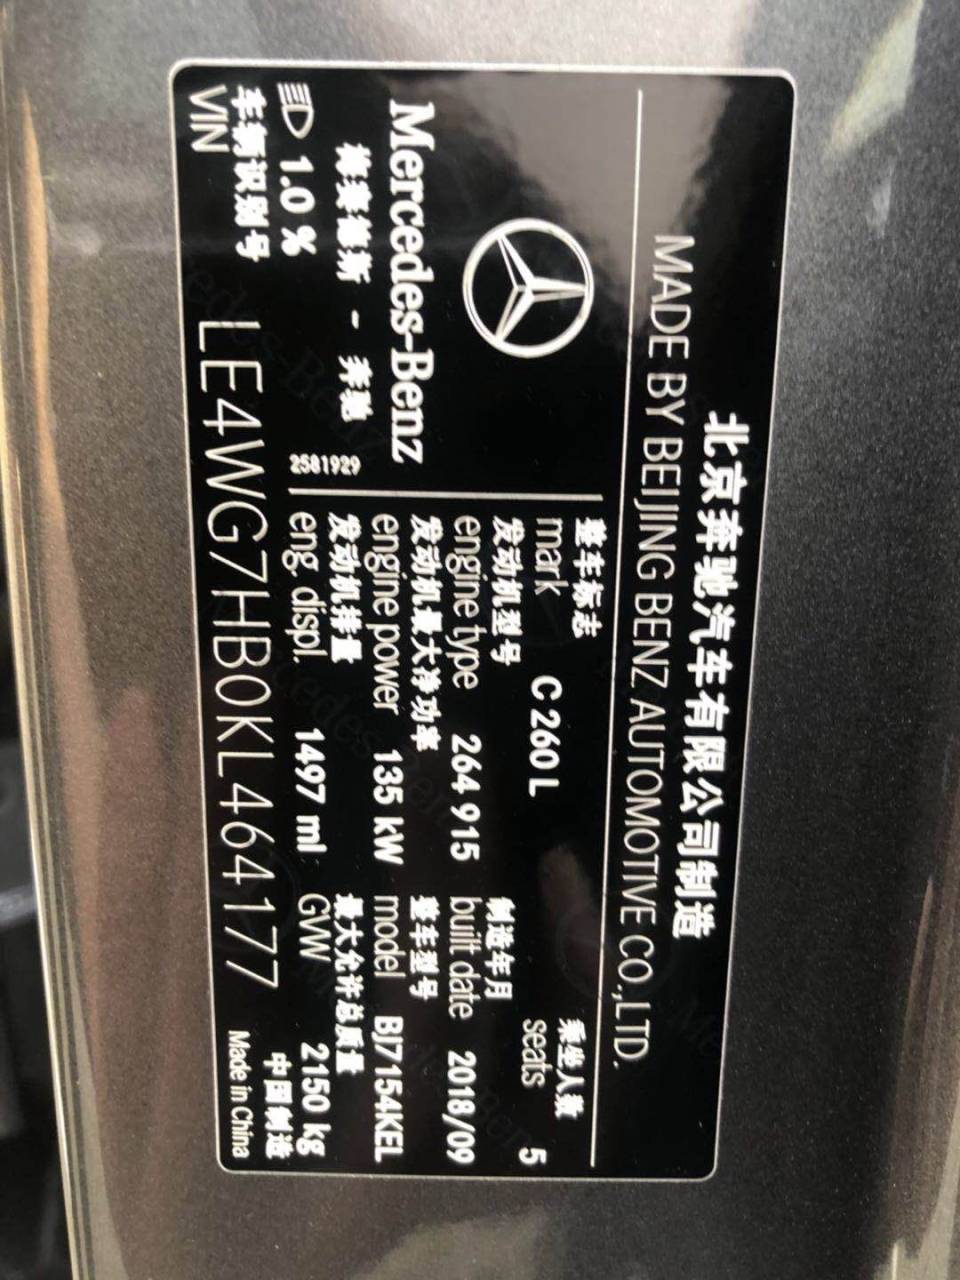 北京奔驰汽车有限公司制造
MADE BY BEIJING BENZ AUTOMOTIVE CO.,LTD.
Mercedes-Benz
梅赛德斯 - 奔驰
1.0 %
2581929
整车标志
mark C 260 L
乘坐人数
seats 5
发动机型号
engine type 264 915
制造年月
built date 2018/09
发动机最大净功率
engine power 135 kW
整车型号
model BJ7154KEL
发动机排量
eng. displ. 1497 ml
最大允许总质量
GVW 2150 kg
车辆识别号
VIN LE4WG7HB0KL464177
中国制造
Made in China